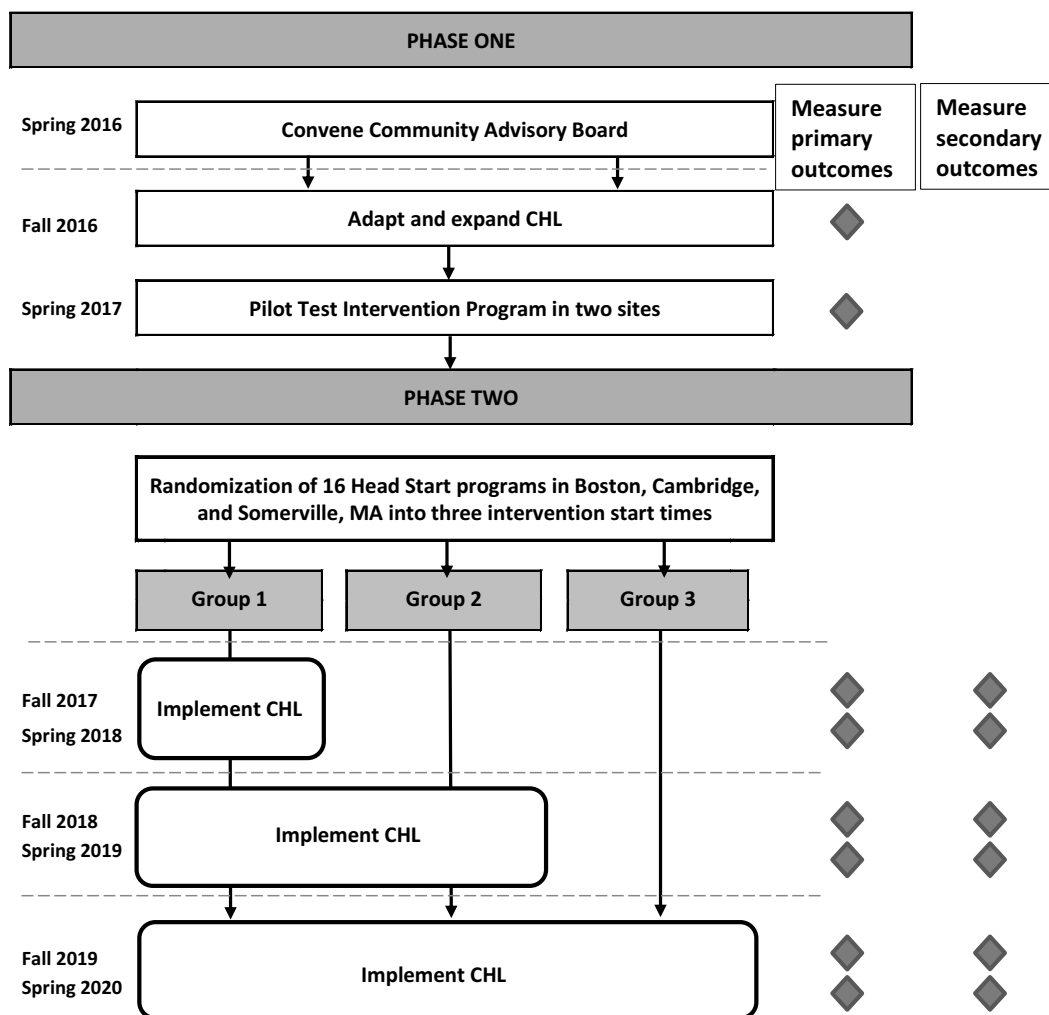 PHASE ONE
Measure
primary
outcomes
Measure
secondary
outcomes
Spring 2016
Convene Community Advisory Board
Fall 2016
Adapt and expand CHL
Spring 2017
Pilot Test Intervention Program in two sites
PHASE TWO
Randomization of 16 Head Start programs in Boston, Cambridge,
and Somerville, MA into three intervention start times
Group 1
Group 2
Group 3
Fall 2017
Spring 2018
Implement CHL
Fall 2018
Spring 2019
Implement CHL
Fall 2019
Spring 2020
Implement CHL